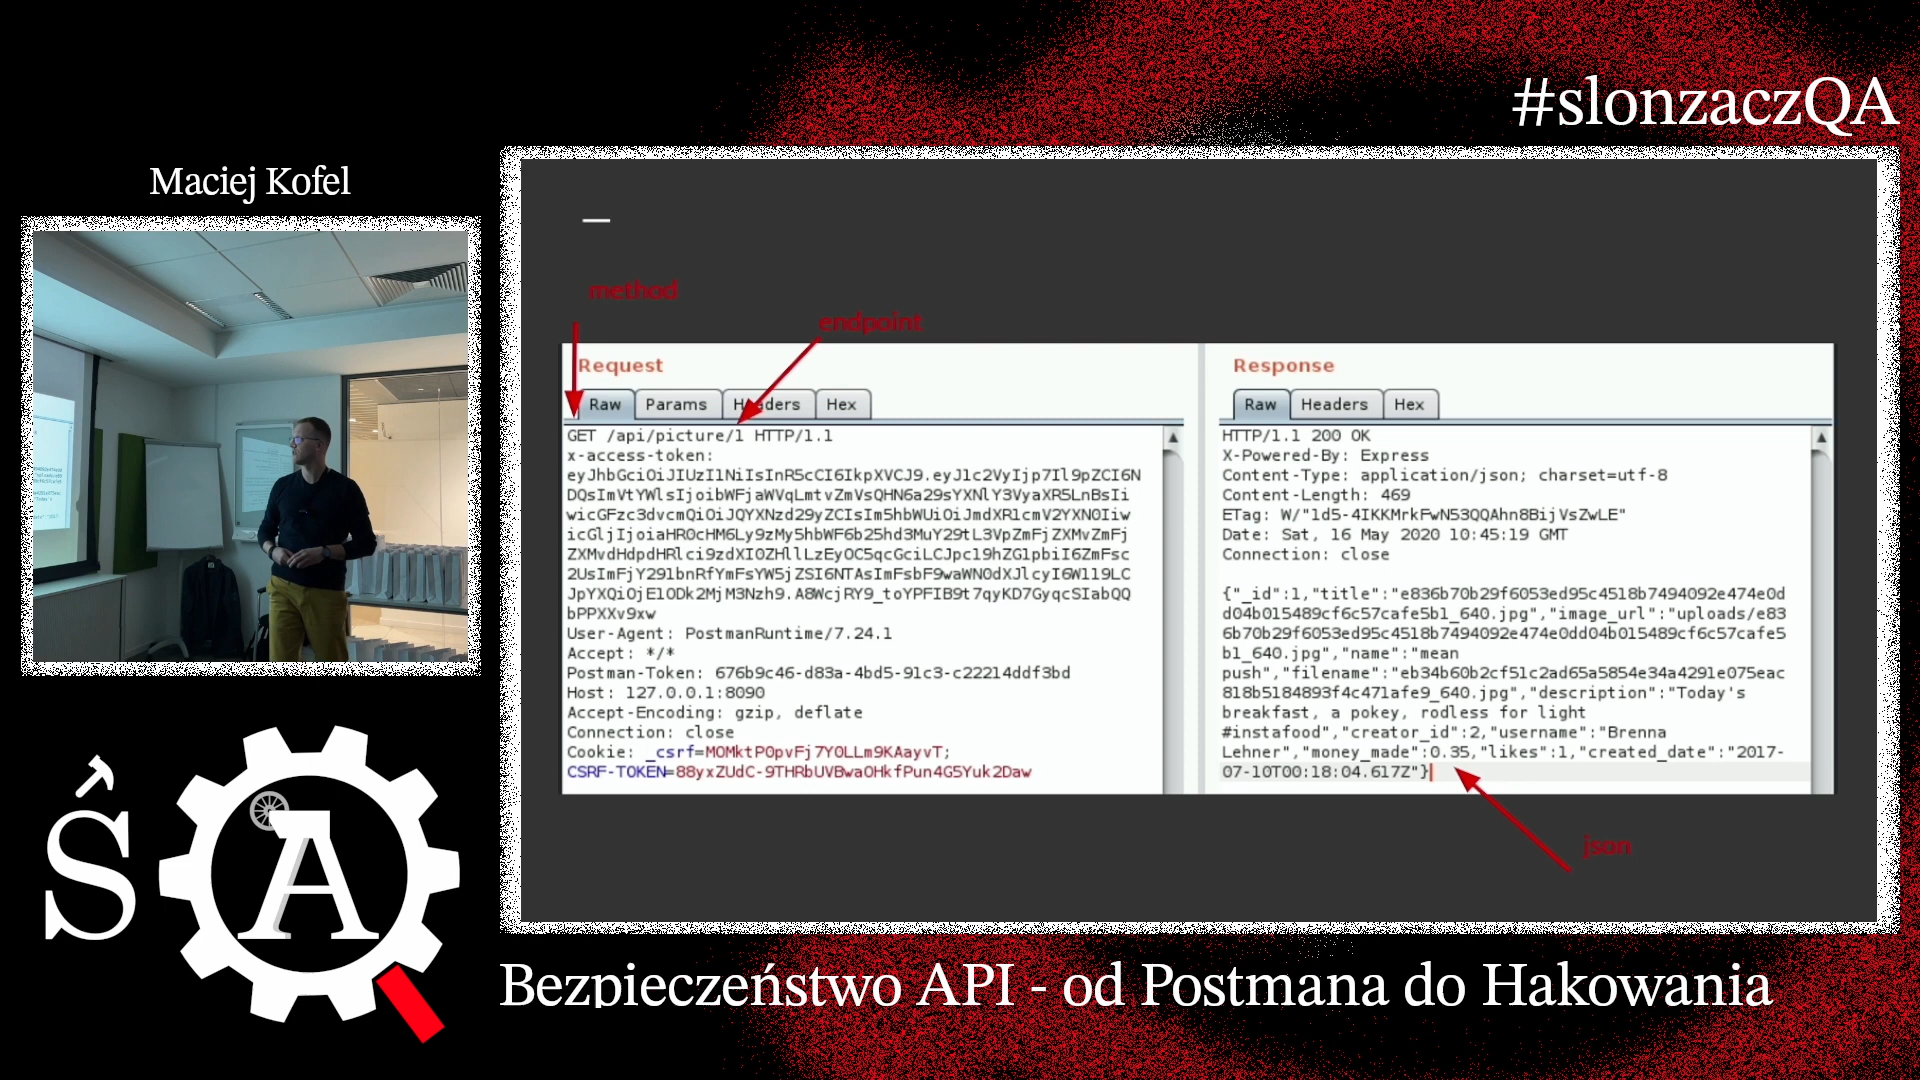 #slonzaczQA
Maciej Kofel
method
endpoint
Request
Raw Params Headers Hex
GET /api/picture/1 HTTP/1.1
x-access-token:
eyJhbGciOiJIUzI1NiIsInR5cCI6IkpXVCJ9.eyJ1c2VyIjp7Il9pZCI6N
DQsImVtYWlsIjoibWFjaWVqLmtvZmVsQHN6a29sYXNlY3VyaXR5LnBsIi
wicGFzc3dvcmQiOiJQYXNzd29yZCIsIm5hbWUiOiJmdXR1cmV2YXN0Iiw
icGljIjoiaHR0cHM6Ly9zMy5hbWF6b25hd3MuY29tL3VpZmFjZXMvZmFj
ZXMvdHdpdHRlci9zdXI0ZHllLzEyOC5qcGciLCJpc19hZG1pbiI6ZmFsc
2UsImFjY291bnRfYmFsYW5jZSI6NTAsImFsbF9waWN0dXJlcyI6W119LC
JpYXQiOjE1ODk2MjM3Nzh9.A8WcjRY9_toYPFIB9t7qyKD7GyqcSIabQQ
bPPXXv9xw
User-Agent: PostmanRuntime/7.24.1
Accept: */*
Postman-Token: 676b9c46-d83a-4bd5-91c3-c22214ddf3bd
Host: 127.0.0.1:8090
Accept-Encoding: gzip, deflate
Connection: close
Cookie: _csrf=MOMktP0pvFj7Y0LLm9KAayvT;
CSRF-TOKEN=88yxZUdC-9THRbUVBwaOHkfPun4G5Yuk2Daw
Response
Raw Headers Hex
HTTP/1.1 200 OK
X-Powered-By: Express
Content-Type: application/json; charset=utf-8
Content-Length: 469
ETag: W/"1d5-4IKKMrkFwN53QQAhn8BijVsZwLE"
Date: Sat, 16 May 2020 10:45:19 GMT
Connection: close
{"_id":1,"title":"e836b70b29f6053ed95c4518b7494092e474e0d
d04b015489cf6c57cafe5b1_640.jpg","image_url":"uploads/e83
6b70b29f6053ed95c4518b7494092e474e0dd04b015489cf6c57cafe5
b1_640.jpg","name":"mean
push","filename":"eb34b60b2cf51c2ad65a5854e34a4291e075eac
818b5184893f4c471afe9_640.jpg","description":"Today's
breakfast, a pokey, rodless for light
#instafood","creator_id":2,"username":"Brenna
Lehner","money_made":0.35,"likes":1,"created_date":"2017-
07-10T00:18:04.617Z"}
json
ŚA
Bezpieczeństwo API - od Postmana do Hakowania